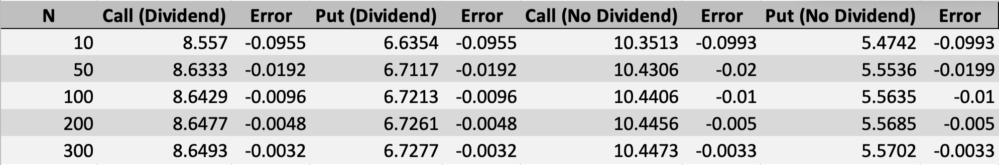 N Call (Dividend) Error Put (Dividend) Error Call (No Dividend) Error Put (No Dividend) Error
10 8.557 -0.0955 6.6354 -0.0955 10.3513 -0.0993 5.4742 -0.0993
50 8.6333 -0.0192 6.7117 -0.0192 10.4306 -0.02 5.5536 -0.0199
100 8.6429 -0.0096 6.7213 -0.0096 10.4406 -0.01 5.5635 -0.01
200 8.6477 -0.0048 6.7261 -0.0048 10.4456 -0.005 5.5685 -0.005
300 8.6493 -0.0032 6.7277 -0.0032 10.4473 -0.0033 5.5702 -0.0033